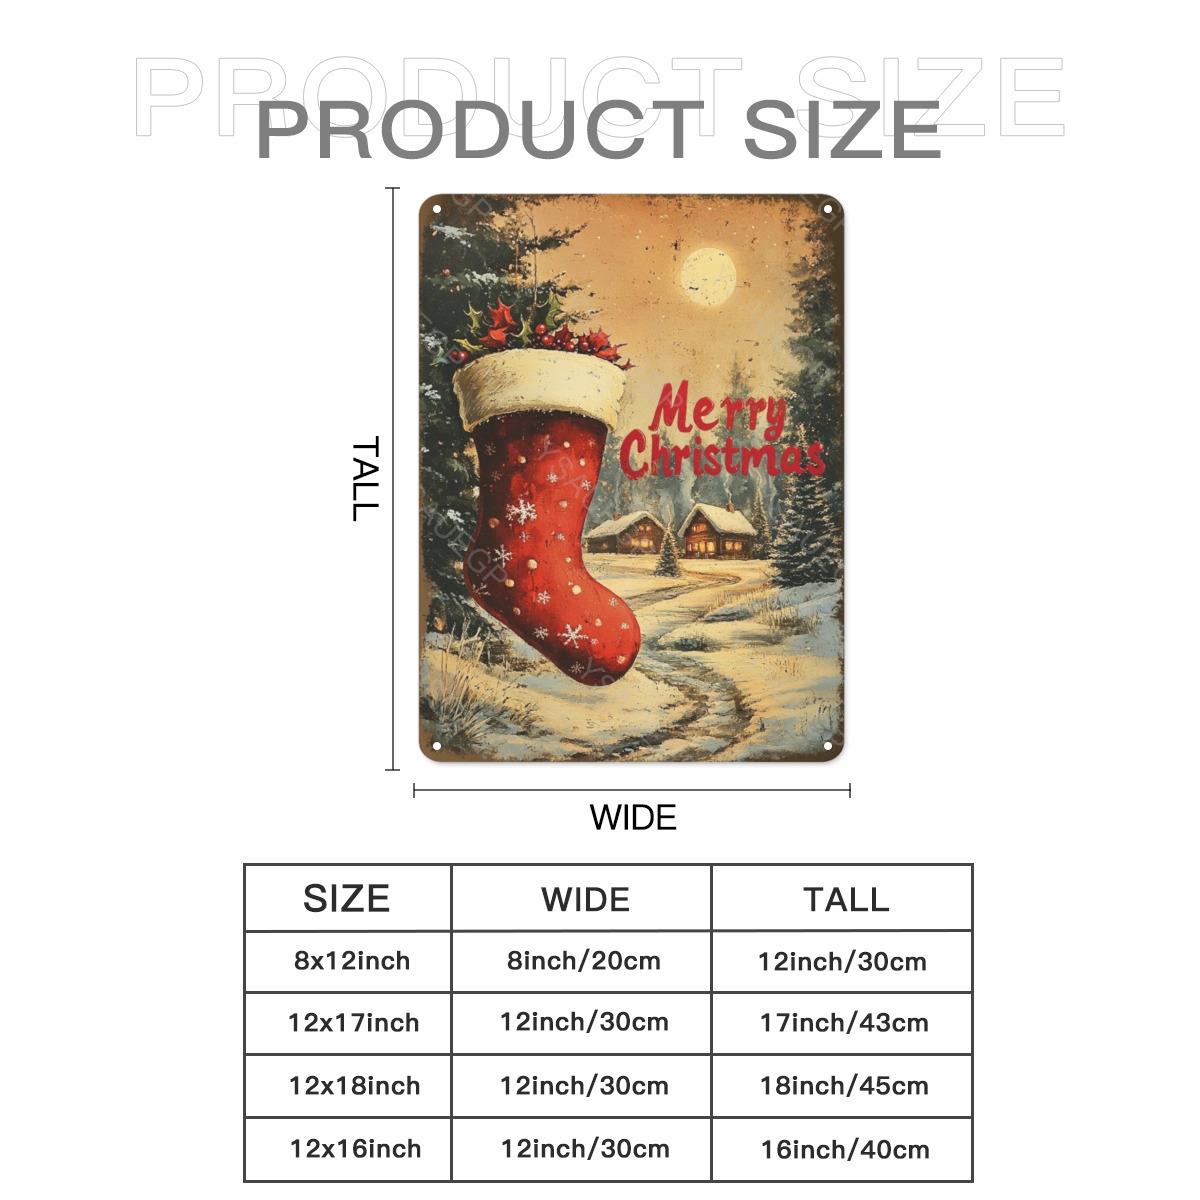 PRODUCT SIZE
PRODUCT SIZE
Merry
Christmas
TALL
WIDE
SIZE WIDE TALL
8x12inch 8inch/20cm 12inch/30cm
12x17inch 12inch/30cm 17inch/43cm
12x18inch 12inch/30cm 18inch/45cm
12x16inch 12inch/30cm 16inch/40cm